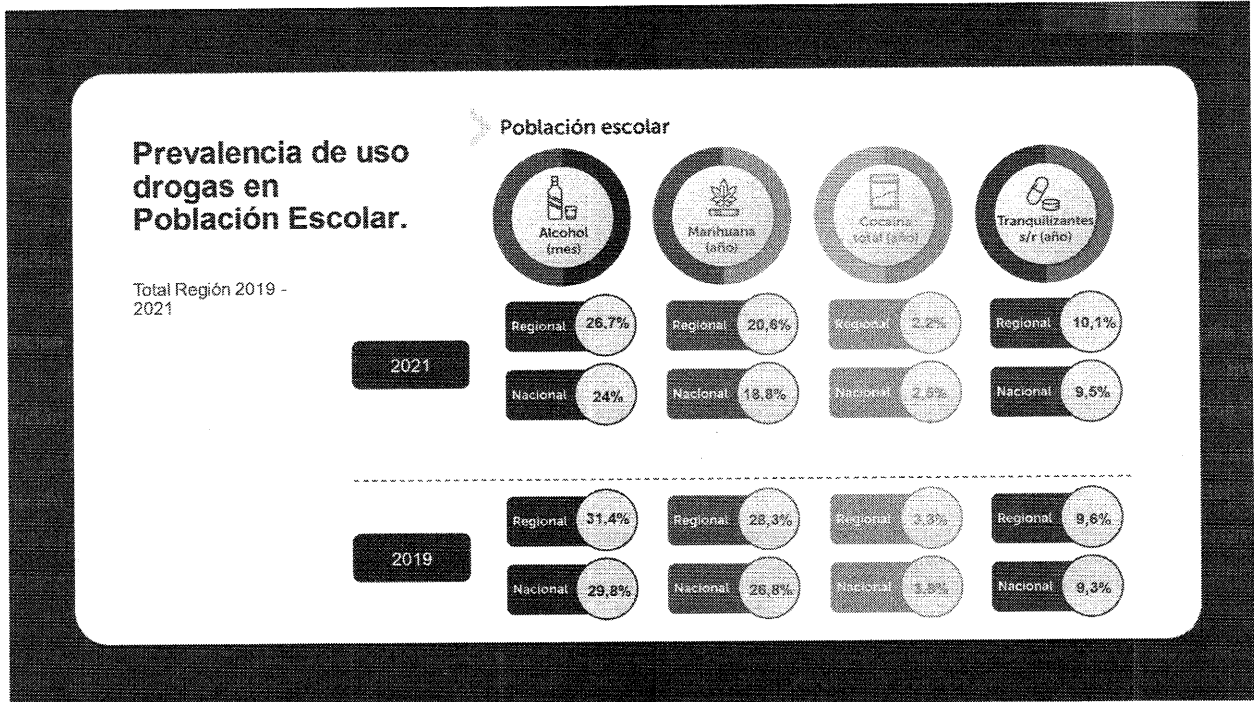 Prevalencia de uso
drogas en
Población Escolar.
Total Región 2019 -
2021
Población escolar
Alcohol
(mes)
Marihuana
(año)
Cocaína
total (año)
Tranquilizantes
s/r (año)
2021
Regional 26,7%
Regional 20,6%
Regional 2,2%
Regional 10,1%
Nacional 24%
Nacional 18,8%
Nacional 2,5%
Nacional 9,5%
2019
Regional 31,4%
Regional 28,3%
Regional 3,3%
Regional 9,6%
Nacional 29,8%
Nacional 26,8%
Nacional
Nacional 9,3%